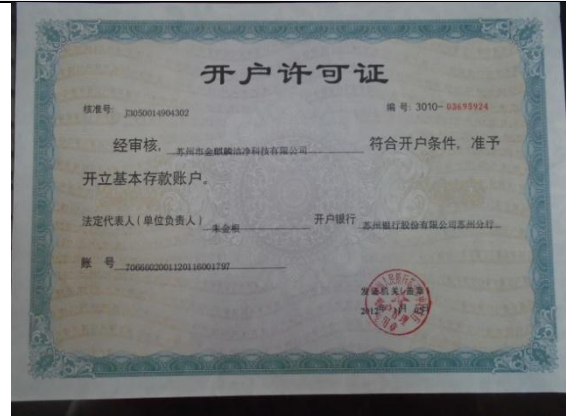 开户许可证
核准号: J3050014904302
编 号: 3010-03695924
经审核, 苏州市金麒麟洁净科技有限公司 符合开户条件, 准予
开立基本存款账户。
法定代表人(单位负责人) 朱金根 开户银行 苏州银行股份有限公司苏州分行
账 号 7066602001120116001797
发证机关(盖章)